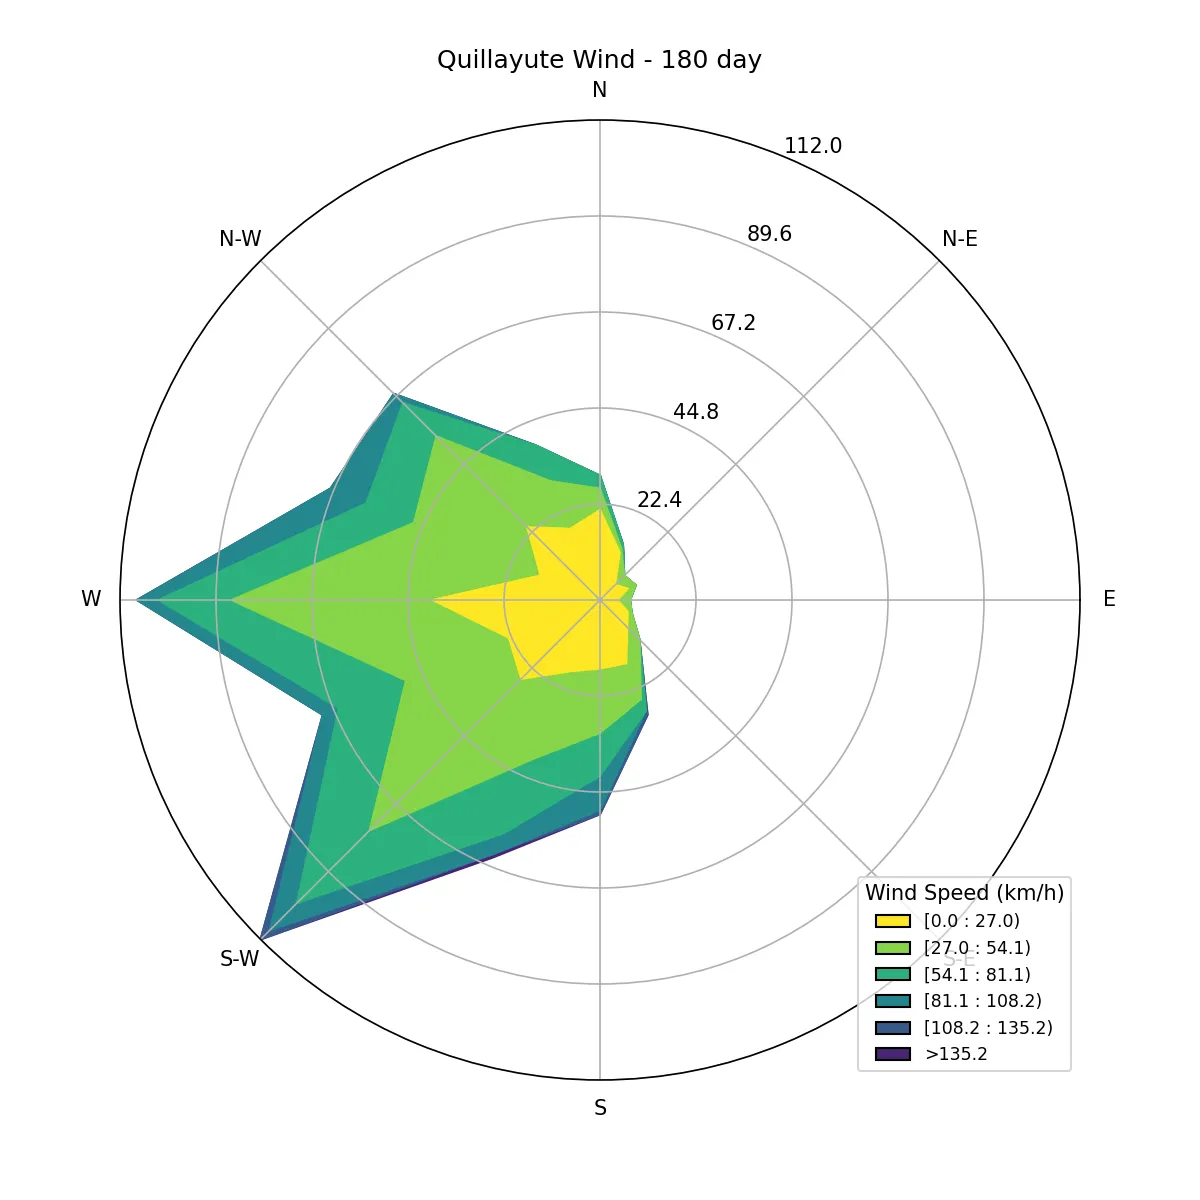 Quillayute Wind - 180 day
N
112.0
N-W
N-E
89.6
67.2
44.8
22.4
W
E
S-W
S-E
S
Wind Speed (km/h)
[0.0 : 27.0)
[27.0 : 54.1)
[54.1 : 81.1)
[81.1 : 108.2)
[108.2 : 135.2)
>135.2